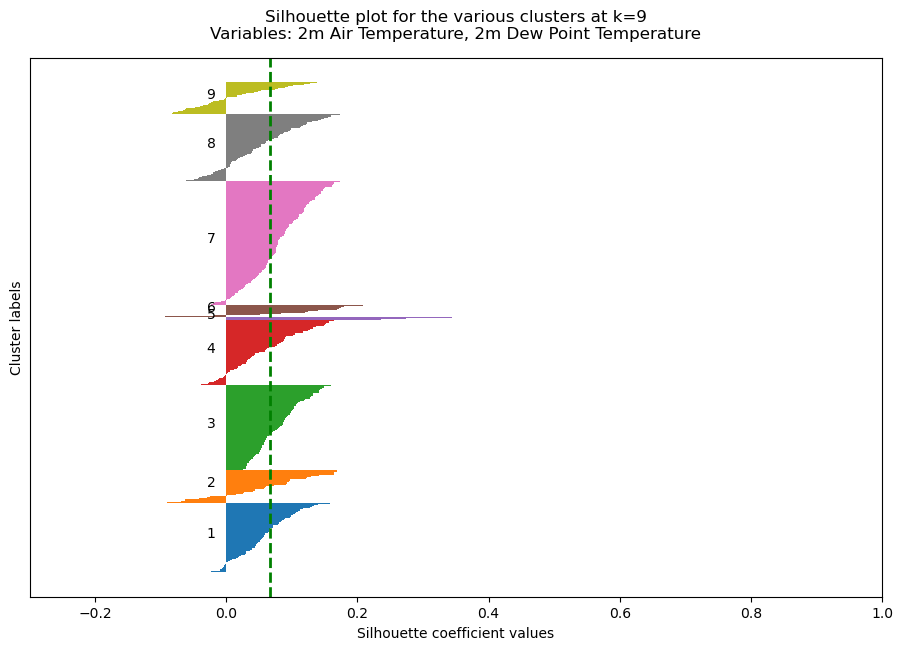 Silhouette plot for the various clusters at k=9
Variables: 2m Air Temperature, 2m Dew Point Temperature
Cluster labels
9
8
7
6
5
4
3
2
1
−0.2 0.0 0.2 0.4 0.6 0.8 1.0
Silhouette coefficient values